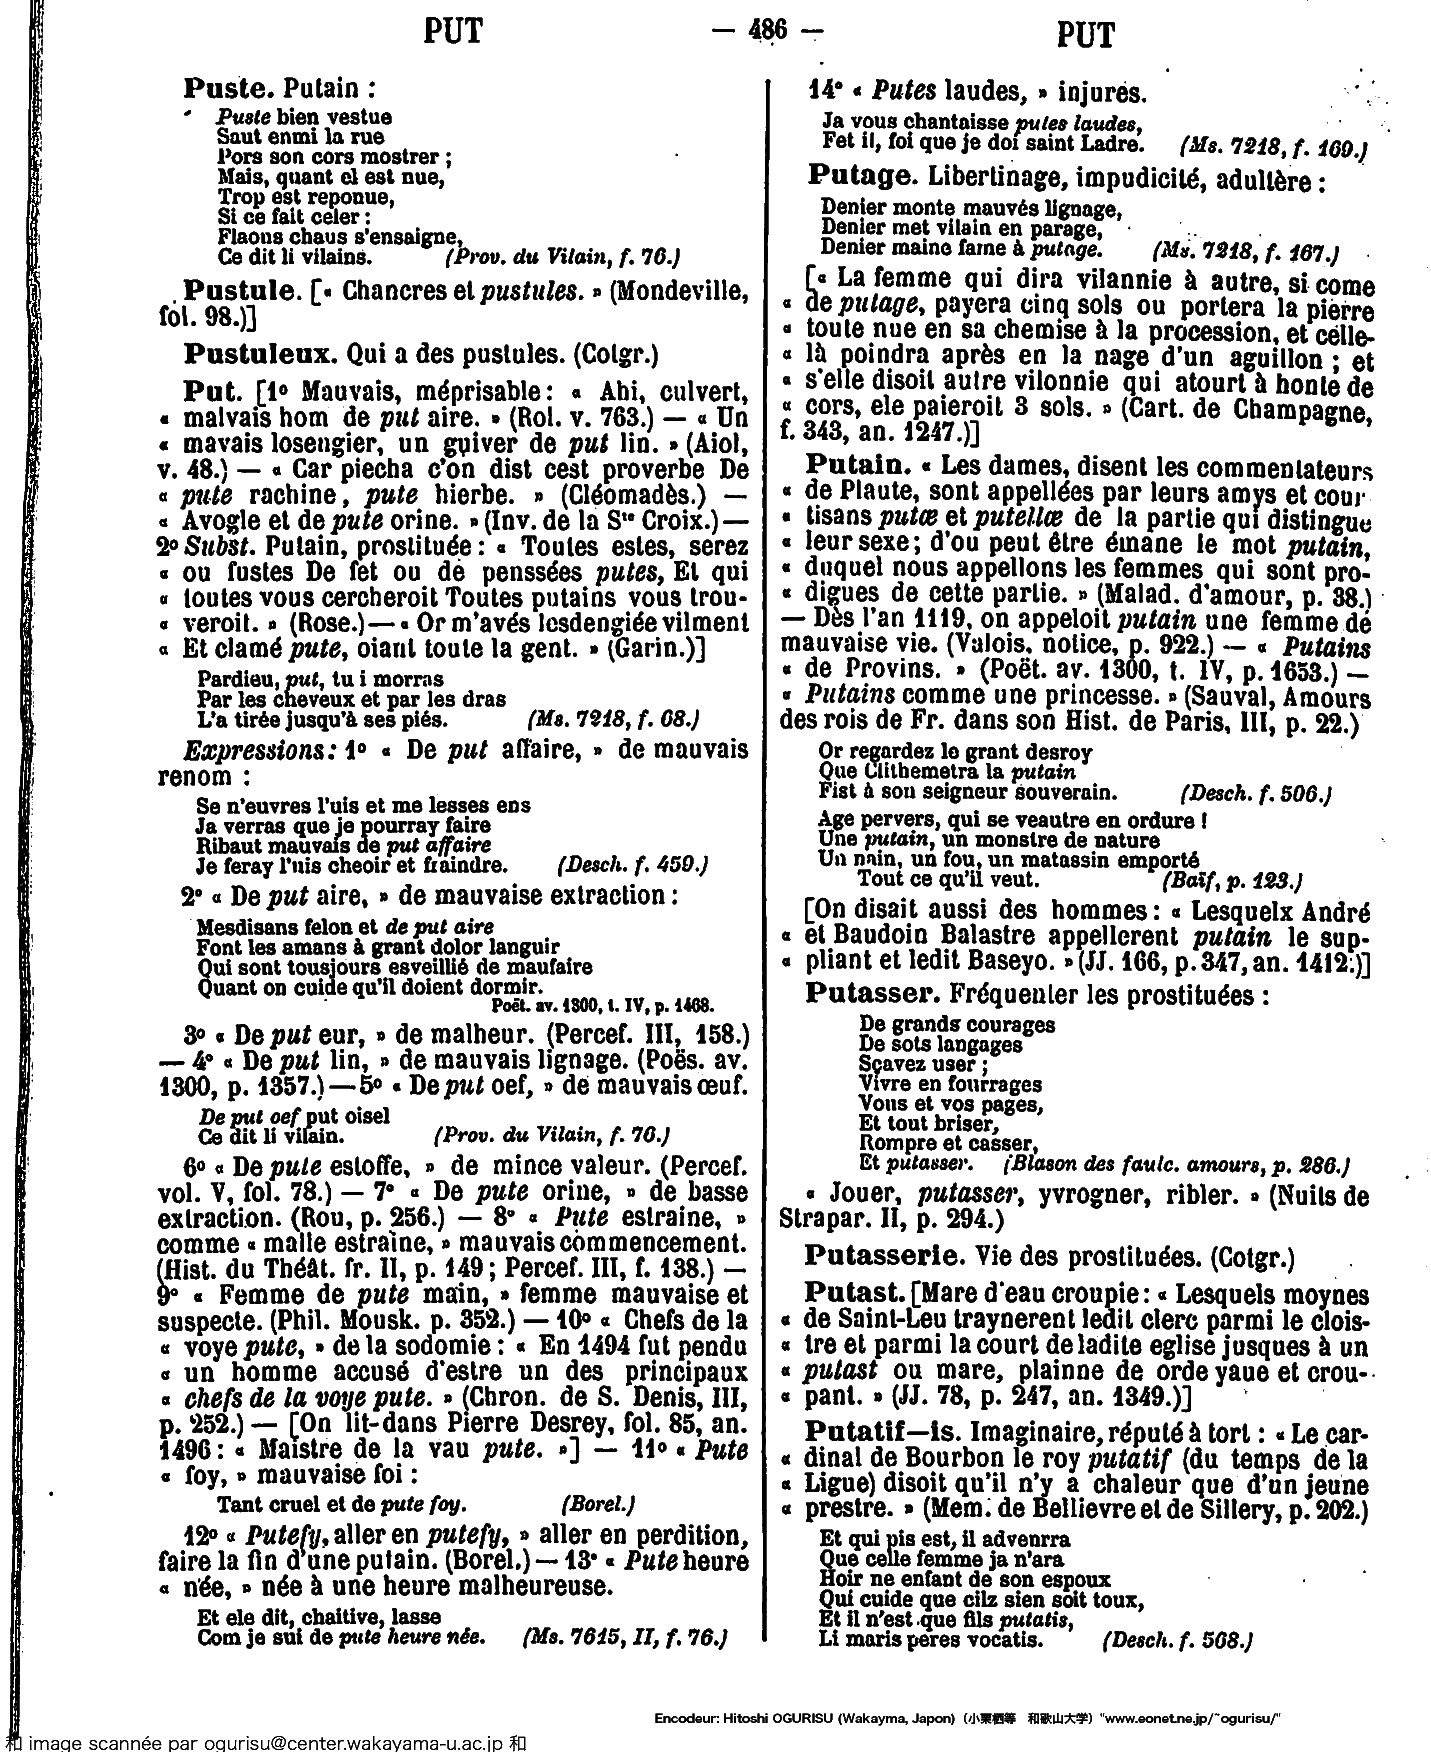 PUT — 486 — PUT
Puste. Putain :
Puste bien vestue
Saut enmi la rue
Pors son cors mostrer ;
Mais, quant el est nue,
Trop est reponue,
Si ce fait celer :
Flaons chaus s'ensaigne,
Ce dit li vilains. (Prov. du Vilain, f. 76.)
Pustule. [« Chancres et pustules. » (Mondeville,
fol. 98.)]
Pustuleux. Qui a des pustules. (Cotgr.)
Put. [1º Mauvais, méprisable : « Ahi, culvert,
« malvais hom de put aire. » (Rol. v. 763.) — « Un
« mavais losengier, un guiver de put lin. » (Aiol,
v. 48.) — « Car piecha c'on dist cest proverbe De
« pute rachine, pute hierbe. » (Cléomadès.) —
« Avogle et de pute orine. » (Inv. de la Ste Croix.) —
2º Subst. Putain, prostituée : « Toutes estes, serez
« ou fustes De fet ou de penssées putes, Et qui
« toutes vous cercheroit Toutes putains vous trou-
« veroit. » (Rose.) — « Or m'avés lesdengiée vilment
« Et clamé pute, oiant toute la gent. » (Garin.)]
Pardieu, put, tu i morras
Par les cheveux et par les dras
L'a tirée jusqu'à ses piés. (Ms. 7218, f. 68.)
Expressions : 1º « De put affaire, » de mauvais
renom :
Se n'euvres l'uis et me lesses ens
Ja verras que je pourray faire
Ribaut mauvais de put affaire
Je feray l'uis cheoir et fraindre. (Desch. f. 459.)
2º « De put aire, » de mauvaise extraction :
Mesdisans felon et de put aire
Font les amans à grant dolor languir
Qui sont tousjours esveillié de maufaire
Quant on cuide qu'il doient dormir.
Poët. av. 1300, t. IV, p. 1468.
3º « De put eur, » de malheur. (Percef. III, 158.)
— 4º « De put lin, » de mauvais lignage. (Poës. av.
1300, p. 1357.) — 5º « De put oef, » de mauvais œuf.
De put oef put oisel
Ce dit li vilain. (Prov. du Vilain, f. 76.)
6º « De pute estoffe, » de mince valeur. (Percef.
vol. V, fol. 78.) — 7º « De pute orine, » de basse
extraction. (Rou, p. 256.) — 8º « Pute estraine, »
comme « malle estraine, » mauvais commencement.
(Hist. du Théât. fr. II, p. 149 ; Percef. III, f. 138.) —
9º « Femme de pute main, » femme mauvaise et
suspecte. (Phil. Mousk. p. 352.) — 10º « Chefs de la
« voye pute, » de la sodomie : « En 1494 fut pendu
« un homme accusé d'estre un des principaux
« chefs de la voye pute. » (Chron. de S. Denis, III,
p. 252.) — [On lit dans Pierre Desrey, fol. 85, an.
1496 : « Maistre de la vau pute. »] — 11º « Pute
« foy, » mauvaise foi :
Tant cruel et de pute foy. (Borel.)
12º « Putefy, aller en putefy, » aller en perdition,
faire la fin d'une putain. (Borel.) — 13º « Pute heure
« née, » née à une heure malheureuse.
Et ele dit, chaitive, lasse
Com je sui de pute heure née. (Ms. 7615, II, f. 76.)
14º « Putes laudes, » injures.
Ja vous chantaisse putes laudes,
Fet il, foi que je doi saint Ladre. (Ms. 7218, f. 169.)
Putage. Libertinage, impudicité, adultère :
Denier monte mauvés lignage,
Denier met vilain en parage,
Denier maine fame à putage. (Ms. 7218, f. 167.)
[« La femme qui dira vilannie à autre, si come
« de putage, payera cinq sols ou portera la pierre
« toute nue en sa chemise à la procession, et celle-
« là poindra après en la nage d'un aguillon ; et
« s'elle disoit autre vilonnie qui atourt à honte de
« cors, ele paieroit 3 sols. » (Cart. de Champagne,
f. 343, an. 1247.)]
Putain. « Les dames, disent les commentateurs
« de Plaute, sont appellées par leurs amys et cour
« tisans putæ et putellæ de la partie qui distingue
« leur sexe ; d'ou peut être émane le mot putain,
« duquel nous appellons les femmes qui sont pro-
« digues de cette partie. » (Malad. d'amour, p. 38.)
— Dès l'an 1119, on appeloit putain une femme de
mauvaise vie. (Valois, notice, p. 922.) — « Putains
« de Provins. » (Poët. av. 1300, t. IV, p. 1653.) —
« Putains comme une princesse. » (Sauval, Amours
des rois de Fr. dans son Hist. de Paris, III, p. 22.)
Or regardez le grant desroy
Que Clithemetra la putain
Fist à son seigneur souverain. (Desch. f. 506.)
Age pervers, qui se veautre en ordure !
Une putain, un monstre de nature
Un nain, un fou, un matassin emporté
Tout ce qu'il veut. (Baïf, p. 123.)
[On disait aussi des hommes : « Lesquelx André
« et Baudoin Balastre appellerent putain le sup-
« pliant et ledit Baseyo. » (JJ. 166, p. 347, an. 1412.)]
Putasser. Fréquenter les prostituées :
De grands courages
De sots langages
Sçavez user ;
Vivre en fourrages
Vous et vos pages,
Et tout briser,
Rompre et casser,
Et putasser. (Blason des faulc. amours, p. 286.)
« Jouer, putasser, yvrogner, ribler. » (Nuits de
Strapar. II, p. 294.)
Putasserie. Vie des prostituées. (Cotgr.)
Putast. [Mare d'eau croupie : « Lesquels moynes
« de Saint-Leu traynerent ledit clerc parmi le clois-
« tre et parmi la court de ladite eglise jusques à un
« putast ou mare, plainne de orde yaue et crou-
« pant. » (JJ. 78, p. 247, an. 1349.)]
Putatif—is. Imaginaire, réputé à tort : « Le car-
« dinal de Bourbon le roy putatif (du temps de la
« Ligue) disoit qu'il n'y a chaleur que d'un jeune
« prestre. » (Mem. de Bellievre et de Sillery, p. 202.)
Et qui pis est, il advenrra
Que celle femme ja n'ara
Hoir ne enfant de son espoux
Qui cuide que cilz sien soit toux,
Et il n'est que fils putatis,
Li maris peres vocatis. (Desch. f. 508.)
Encodeur: Hitoshi OGURISU (Wakayma, Japon) (小栗栖等 和歌山大学) "www.eonet.ne.jp/~ogurisu/"
和 image scannée par ogurisu@center.wakayama-u.ac.jp 和